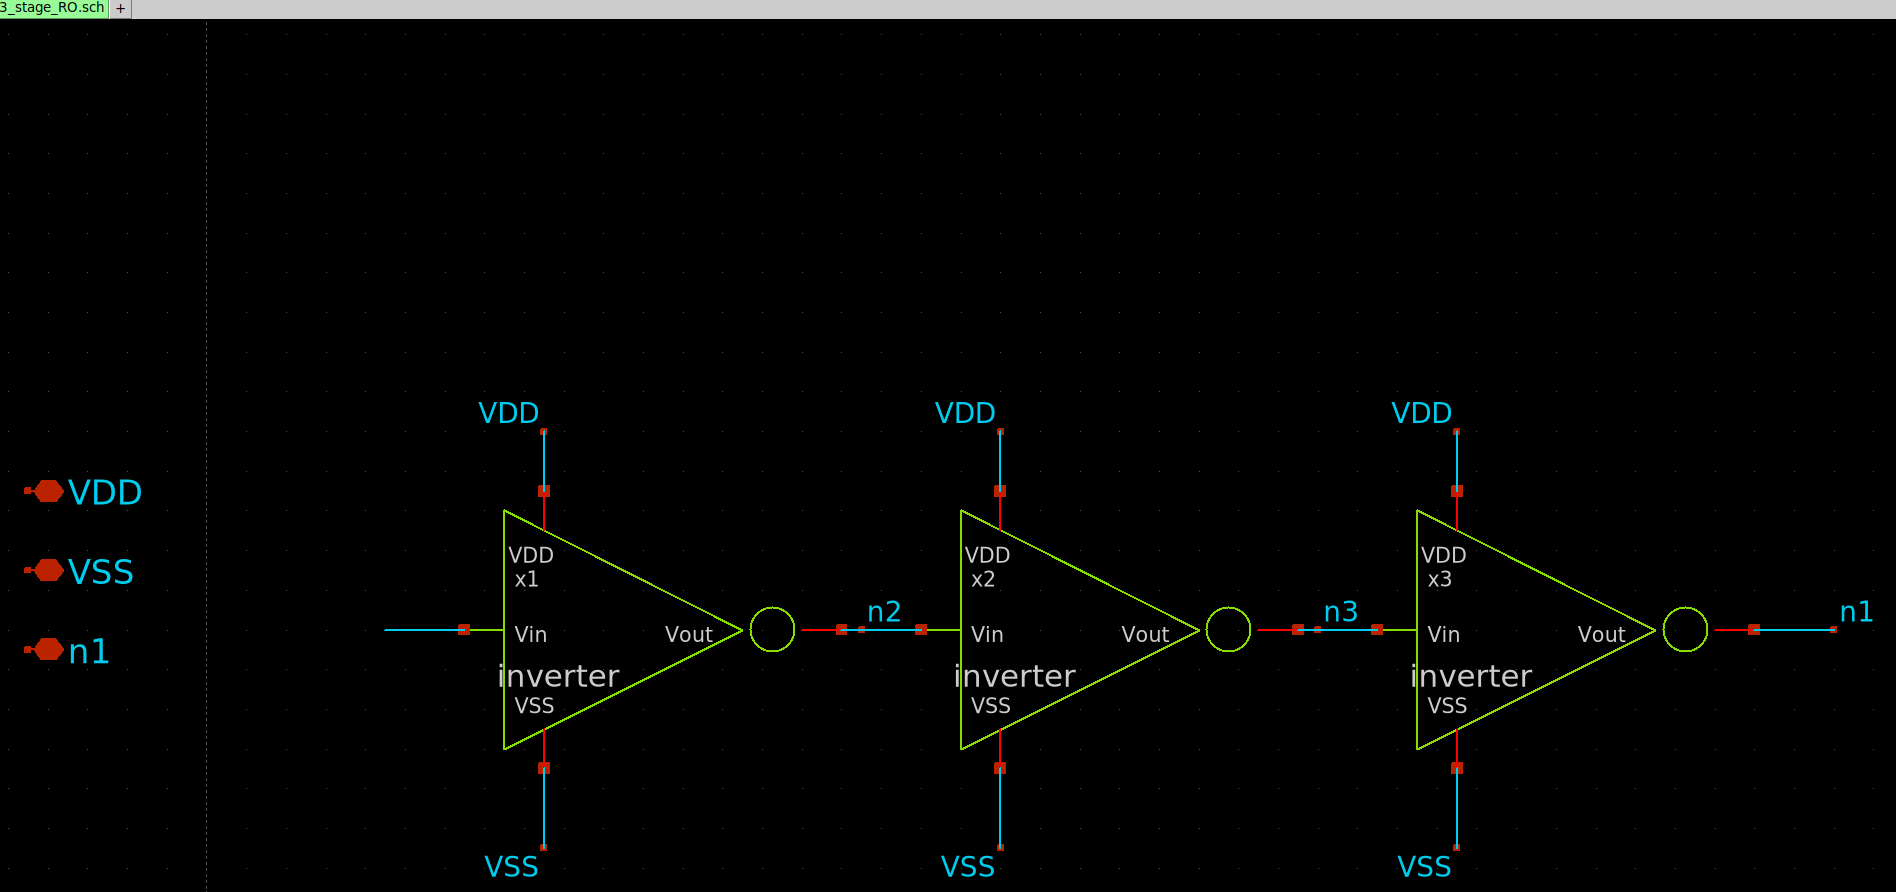 3_stage_RO.sch +
VDD VDD VDD
VDD
VSS
n1
VDD
x1
Vin Vout
inverter
VSS
n2
VDD
x2
Vin Vout
inverter
VSS
n3
VDD
x3
Vin Vout
inverter
VSS
n1
VSS VSS VSS